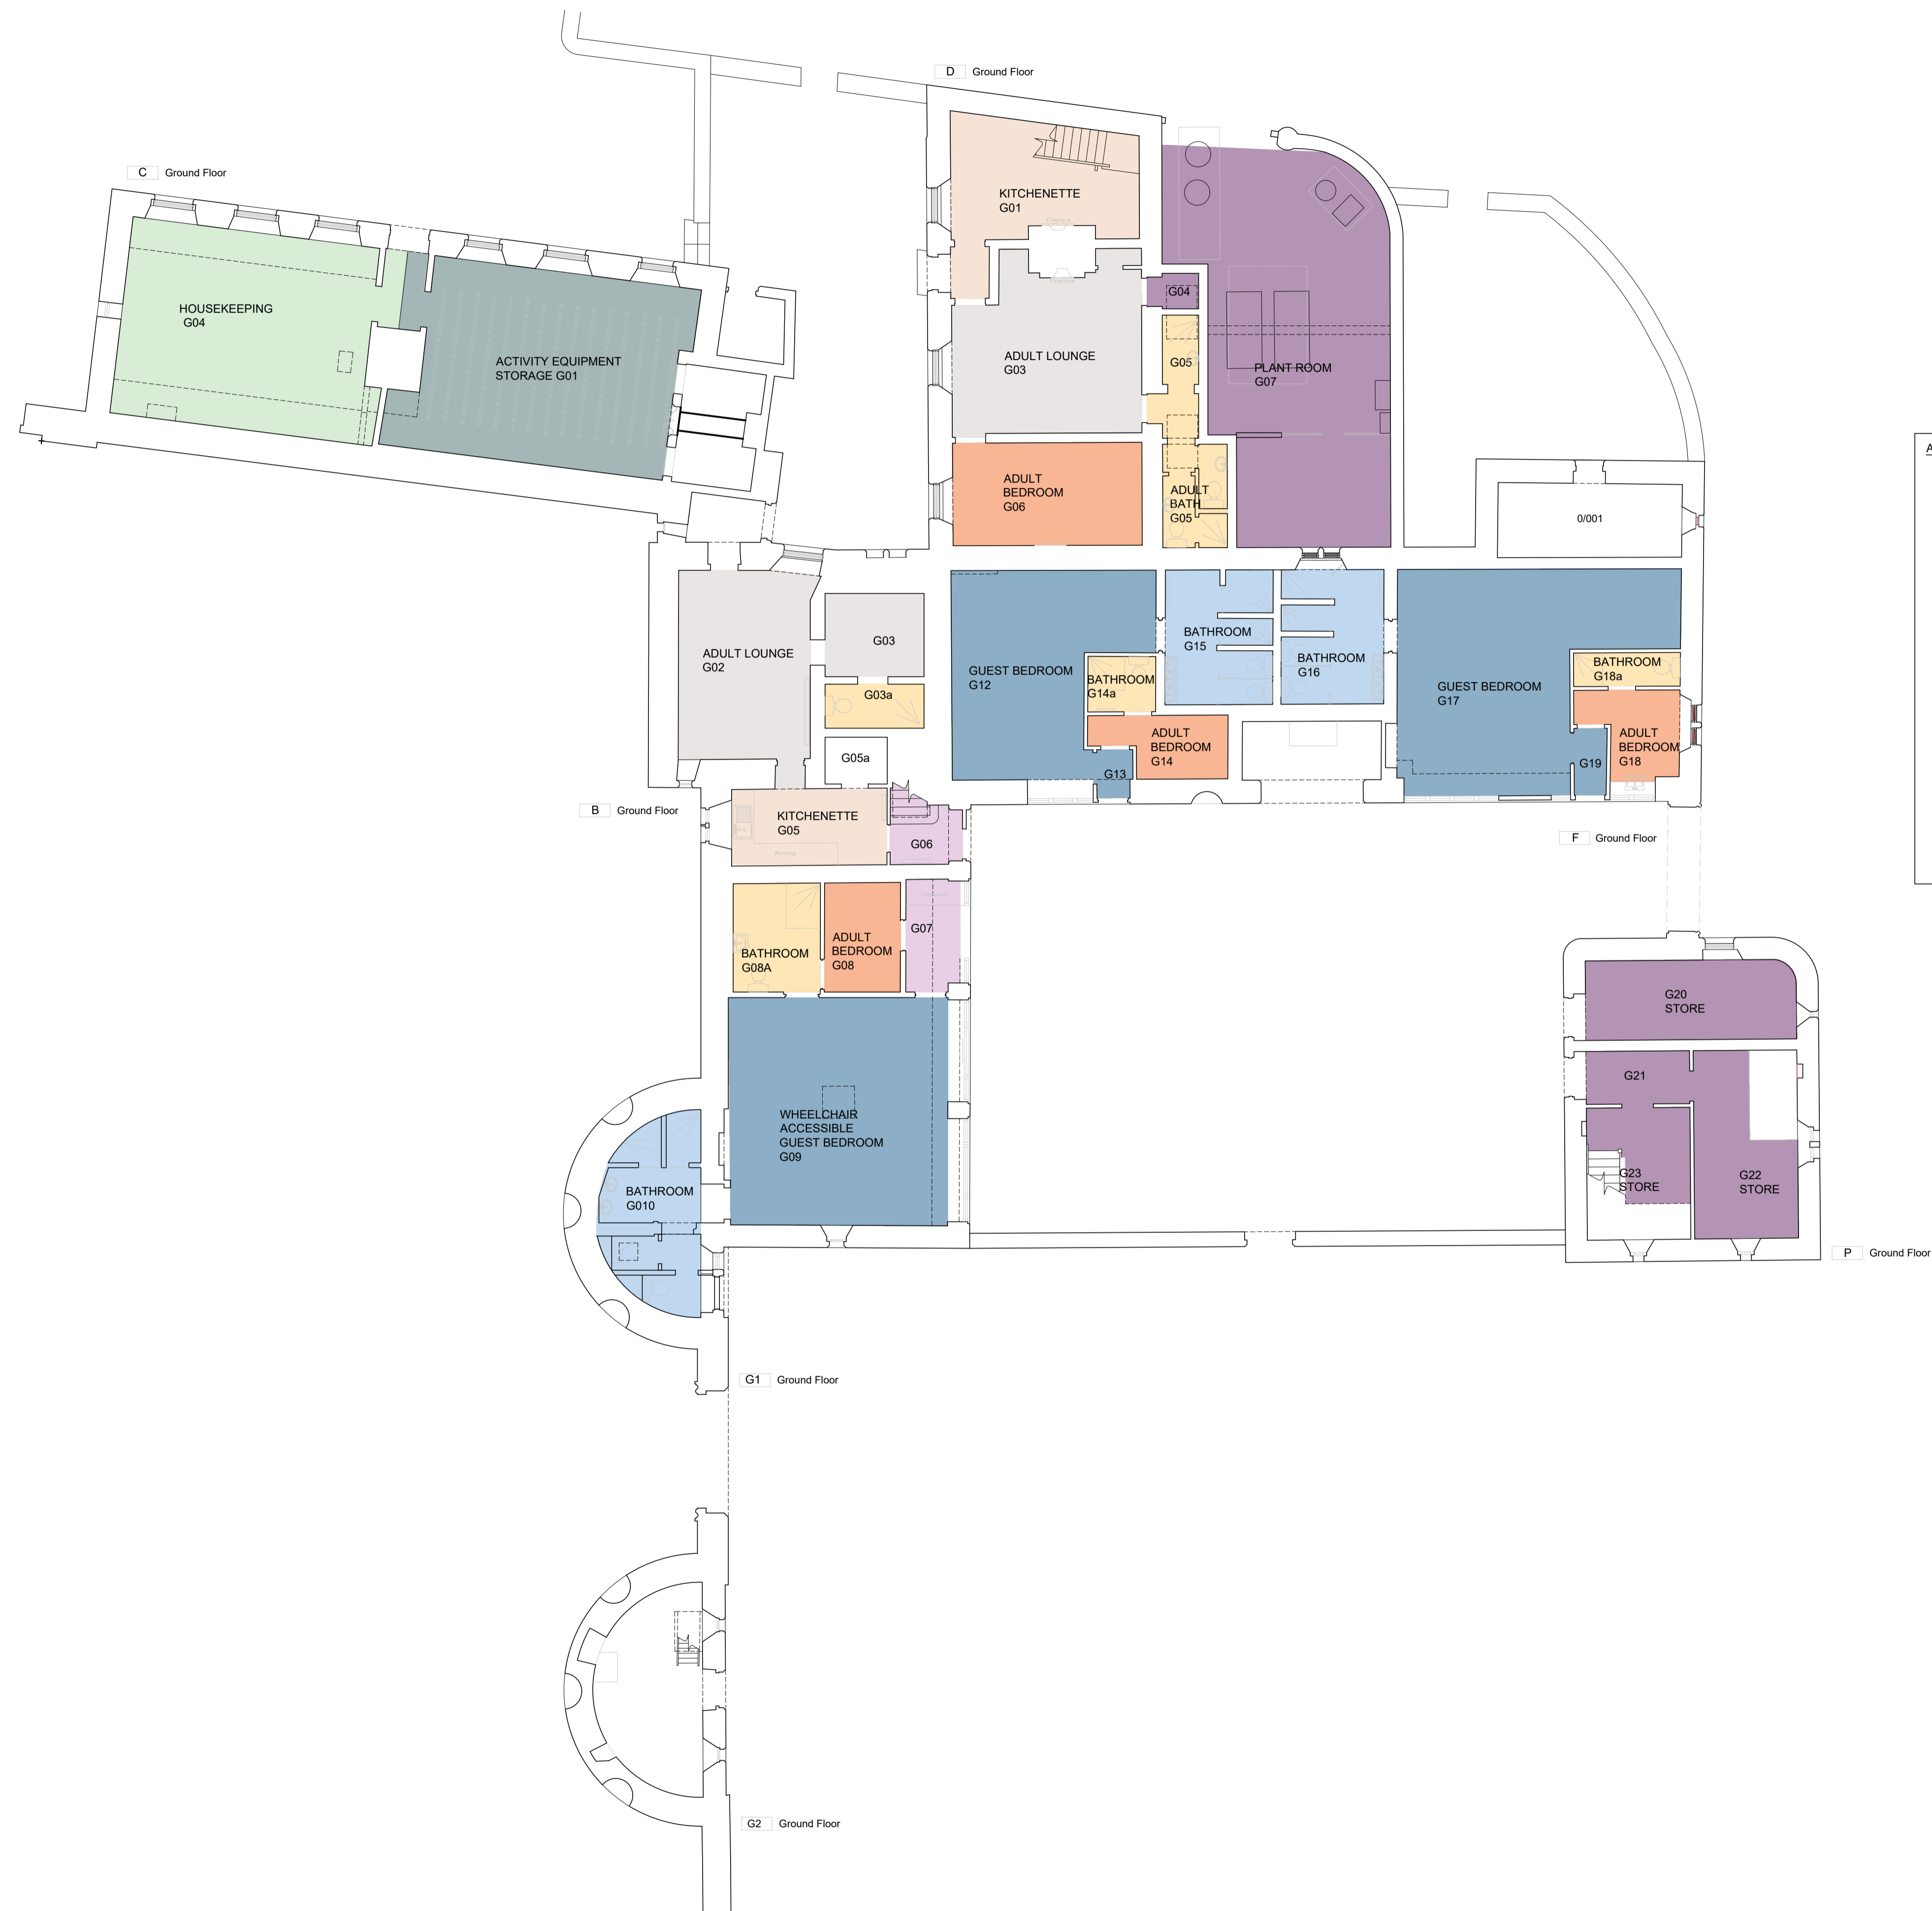 D Ground Floor
C Ground Floor
KITCHENETTE
G01
Fireplace
Fireplace
HOUSEKEEPING
G04
ACTIVITY EQUIPMENT
STORAGE G01
ADULT LOUNGE
G03
G04
G05
PLANT ROOM
G07
ADULT
BEDROOM
G06
ADULT
BATH
G05
0/001
A
ADULT LOUNGE
G02
G03
G03a
G05a
GUEST BEDROOM
G12
BATHROOM
G14a
BATHROOM
G15
BATHROOM
G16
ADULT
BEDROOM
G14
G13
GUEST BEDROOM
G17
BATHROOM
G18a
ADULT
BEDROOM
G18
G19
B Ground Floor
KITCHENETTE
G05
Worktop
G06
F Ground Floor
BATHROOM
G08A
ADULT
BEDROOM
G08
G07
WHEELCHAIR
ACCESSIBLE
GUEST BEDROOM
G09
BATHROOM
G010
G20
STORE
G21
G23
STORE
G22
STORE
P Ground Floor
G1 Ground Floor
G2 Ground Floor